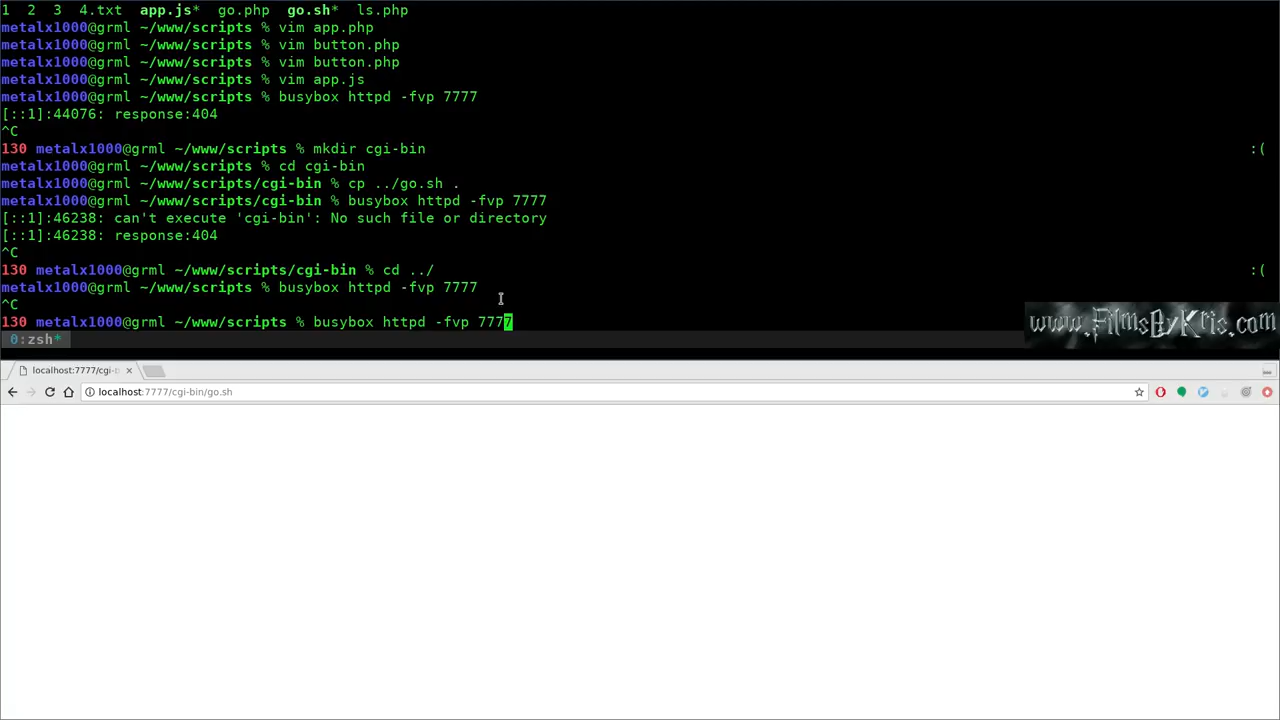 1  2  3  4.txt  app.js*  go.php  go.sh*  ls.php
metalx1000@grml ~/www/scripts % vim app.php
metalx1000@grml ~/www/scripts % vim button.php
metalx1000@grml ~/www/scripts % vim button.php
metalx1000@grml ~/www/scripts % vim app.js
metalx1000@grml ~/www/scripts % busybox httpd -fvp 7777
[::1]:44076: response:404
^C
130 metalx1000@grml ~/www/scripts % mkdir cgi-bin :(
metalx1000@grml ~/www/scripts % cd cgi-bin
metalx1000@grml ~/www/scripts/cgi-bin % cp ../go.sh .
metalx1000@grml ~/www/scripts/cgi-bin % busybox httpd -fvp 7777
[::1]:46238: can't execute 'cgi-bin': No such file or directory
[::1]:46238: response:404
^C
130 metalx1000@grml ~/www/scripts/cgi-bin % cd ../ :(
metalx1000@grml ~/www/scripts % busybox httpd -fvp 7777
^C
130 metalx1000@grml ~/www/scripts % busybox httpd -fvp 7777
www.FilmsByKris.com
0:zsh*
localhost:7777/cgi-b
localhost:7777/cgi-bin/go.sh